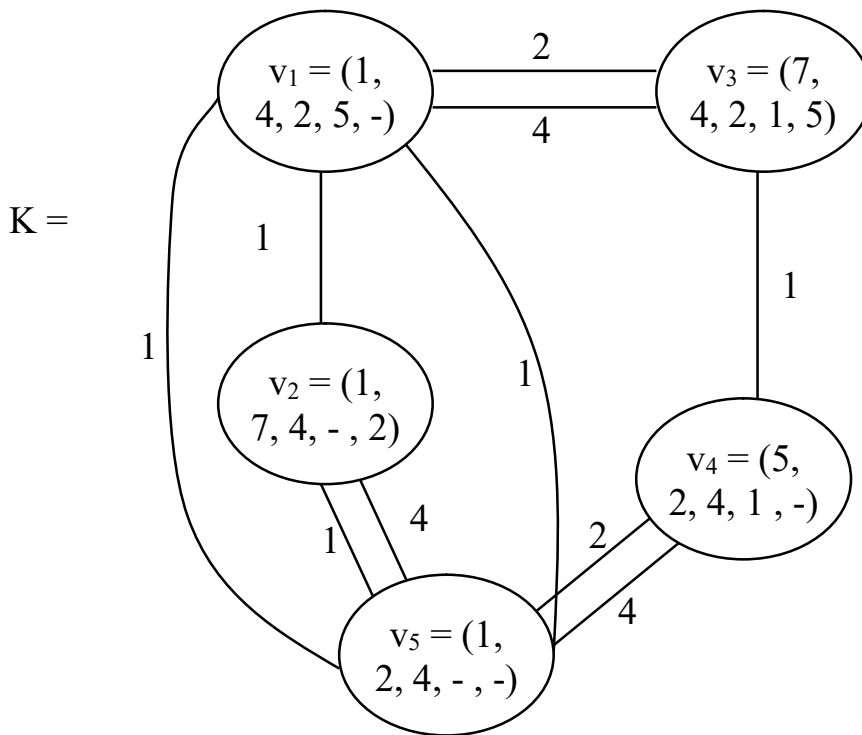 2
v₁ = (1,
4, 2, 5, -)
v₃ = (7,
4, 2, 1, 5)
4
K =
1
1
1
1
v₂ = (1,
7, 4, - , 2)
v₄ = (5,
2, 4, 1 , -)
4
1
2
4
v₅ = (1,
2, 4, - , -)